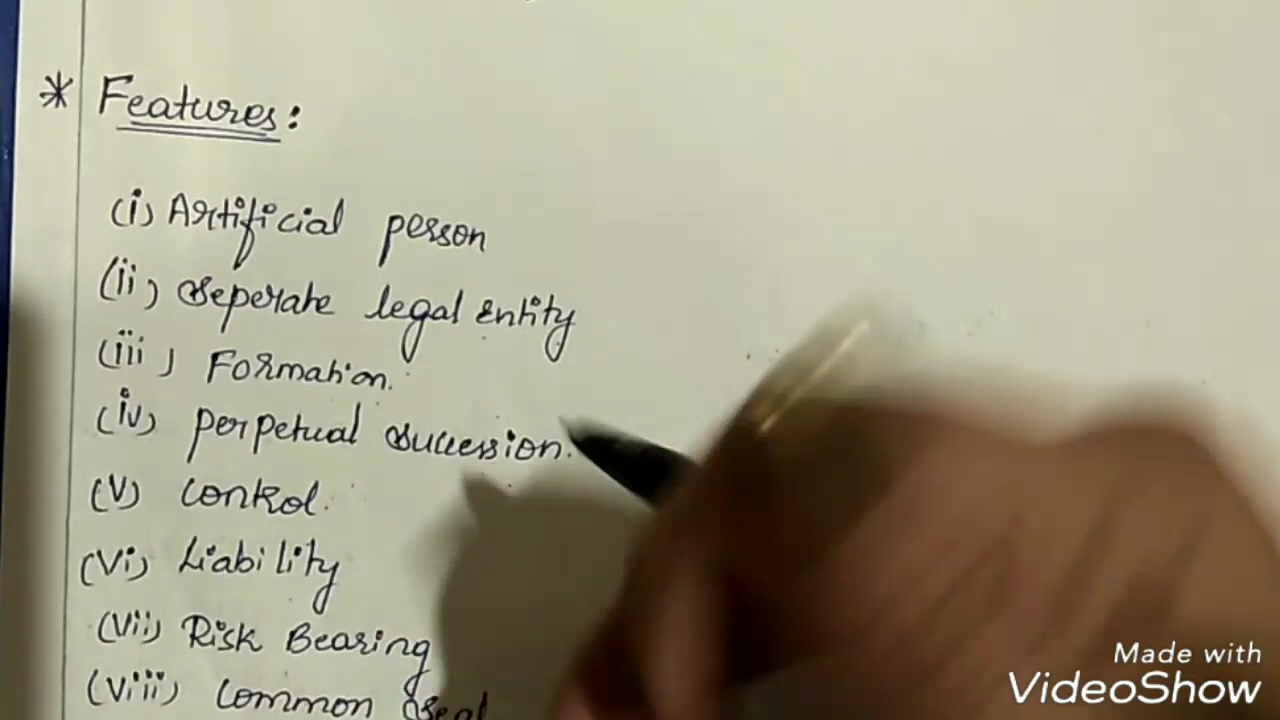 * Features:
(i) Artificial person
(ii) Seperate legal Entity
(iii) Formation.
(iv) perpetual succession.
(v) control.
(Vi) Liability
(Vii) Risk Bearing
(Viii) common seal
Made with
VideoShow